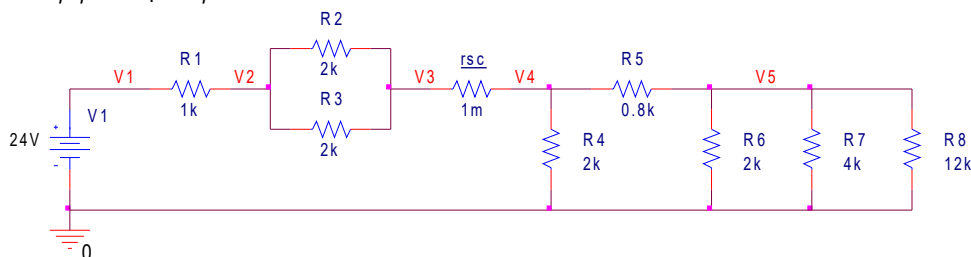 R2
R1 2k rsc R5
V1 V2 V3 V4 V5
R3
1k 1m 0.8k
V1 2k
+
24V R4 R6 R7 R8
- 2k 2k 4k 12k
0